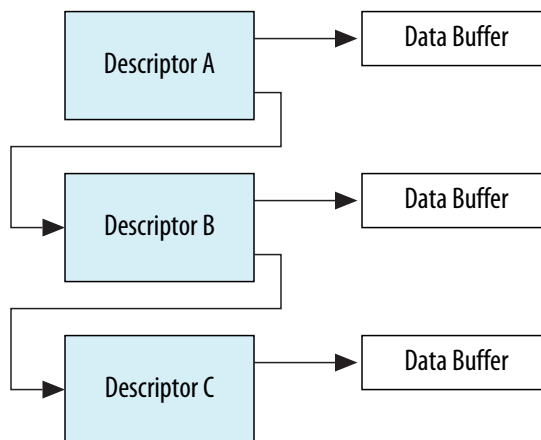 Descriptor A
Data Buffer
Descriptor B
Data Buffer
Descriptor C
Data Buffer